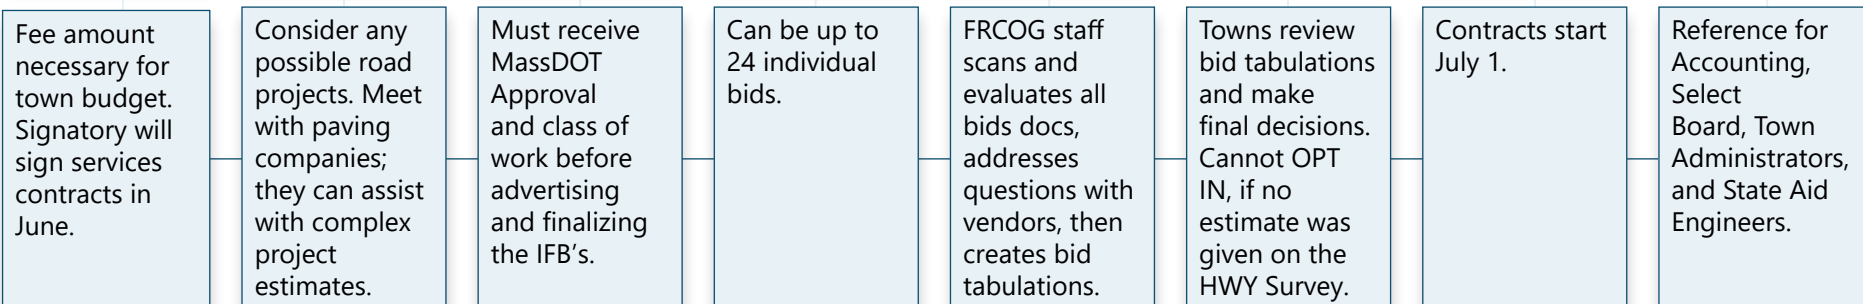 Fee amount
necessary for
town budget.
Signatory will
sign services
contracts in
June.
Consider any
possible road
projects. Meet
with paving
companies;
they can assist
with complex
project
estimates.
Must receive
MassDOT
Approval
and class of
work before
advertising
and finalizing
the IFB's.
Can be up to
24 individual
bids.
FRCOG staff
scans and
evaluates all
bids docs,
addresses
questions with
vendors, then
creates bid
tabulations.
Towns review
bid tabulations
and make
final decisions.
Cannot OPT
IN, if no
estimate was
given on the
HWY Survey.
Contracts start
July 1.
Reference for
Accounting,
Select
Board, Town
Administrators,
and State Aid
Engineers.